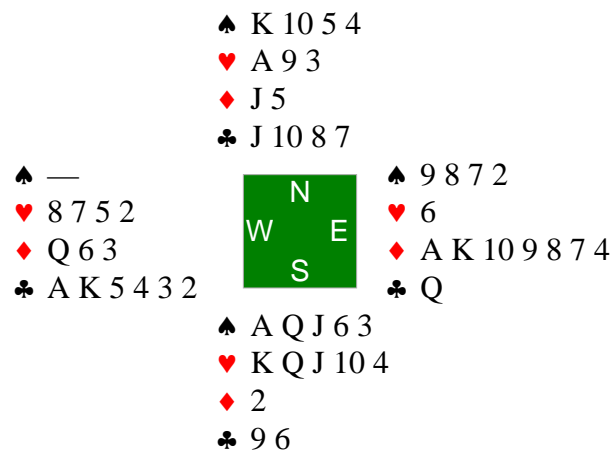 ♠ K 10 5 4
♥ A 9 3
♦ J 5
♣ J 10 8 7
♠ —
♥ 8 7 5 2
♦ Q 6 3
♣ A K 5 4 3 2
N
W E
S
♠ 9 8 7 2
♥ 6
♦ A K 10 9 8 7 4
♣ Q
♠ A Q J 6 3
♥ K Q J 10 4
♦ 2
♣ 9 6